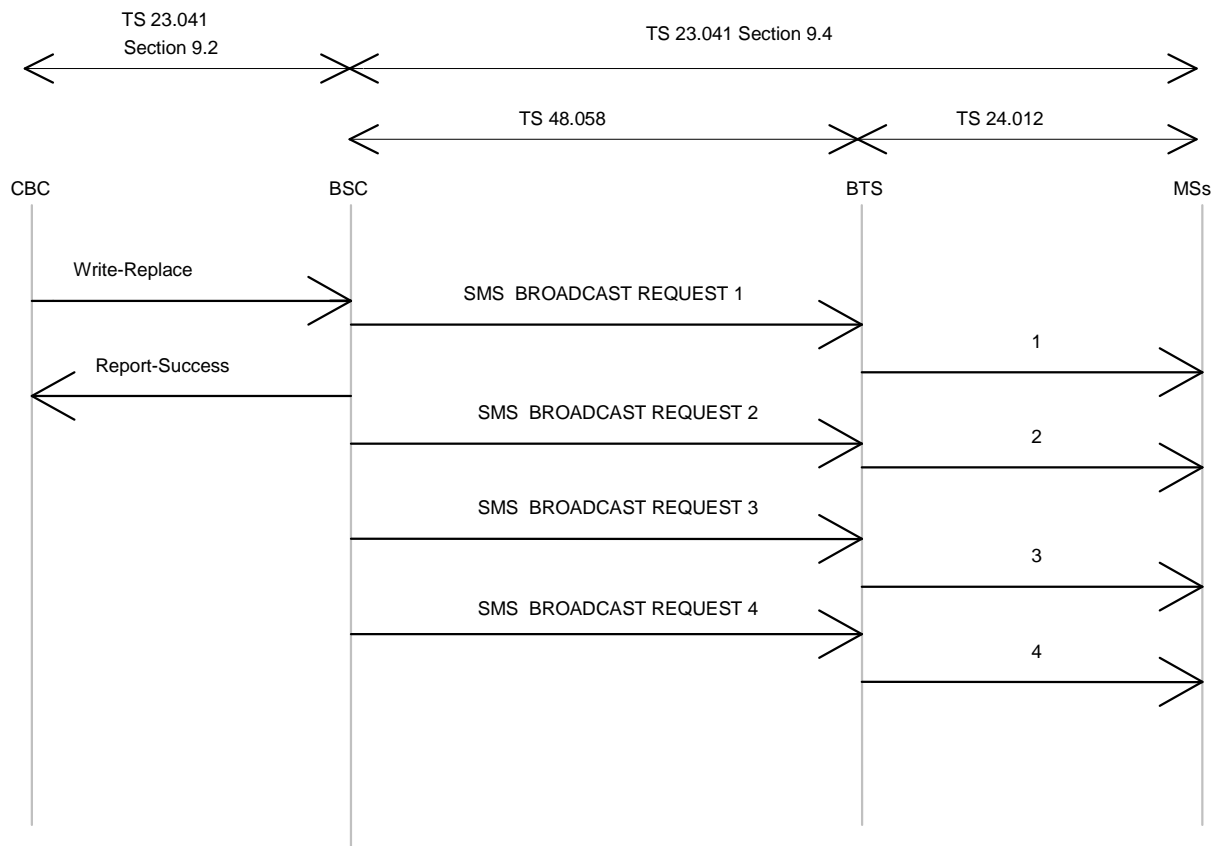 TS 23.041
Section 9.2
TS 23.041 Section 9.4
TS 48.058
TS 24.012
CBC
BSC
BTS
MSs
Write-Replace
SMS BROADCAST REQUEST 1
1
Report-Success
SMS BROADCAST REQUEST 2
2
SMS BROADCAST REQUEST 3
3
SMS BROADCAST REQUEST 4
4